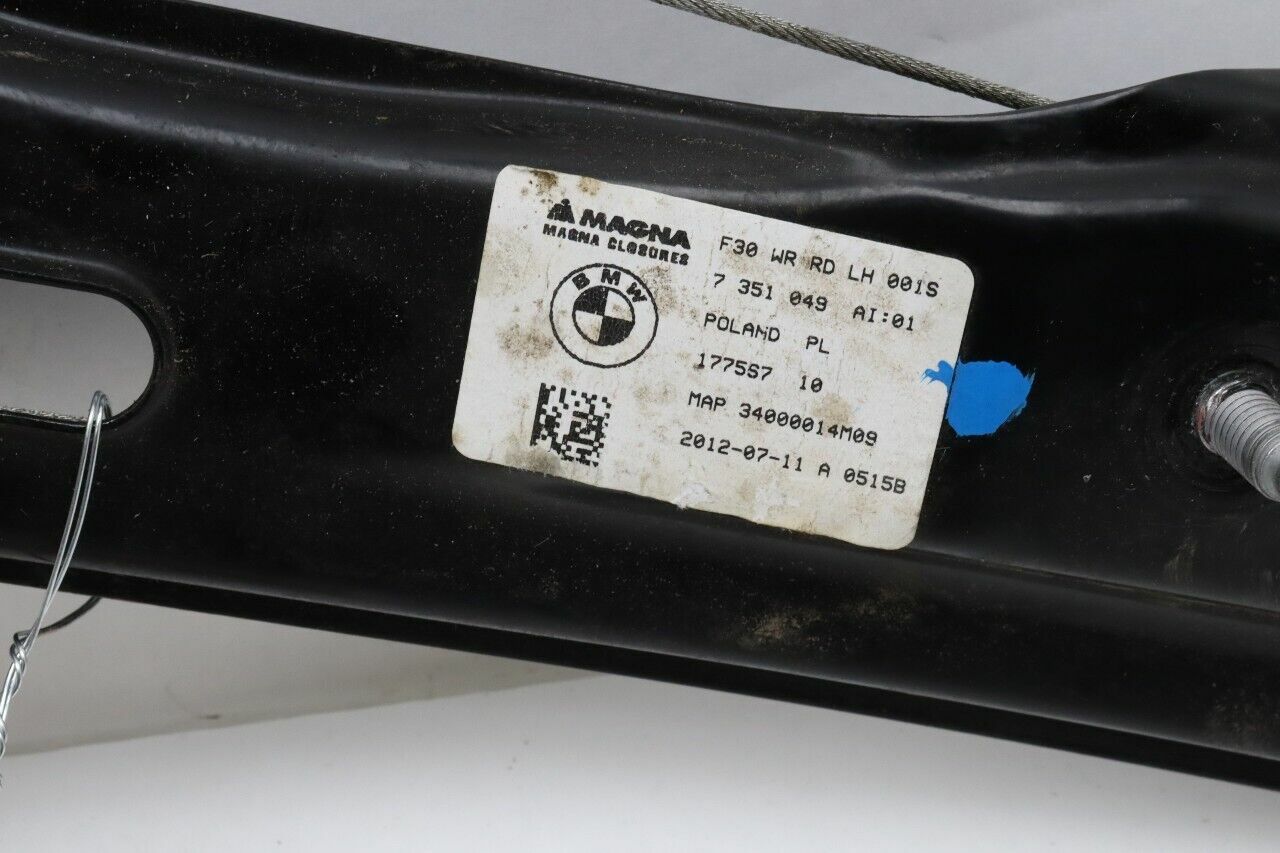 MAGNA
MAGNA CLOSURES
BMW
F30 WR RD LH 001S
7 351 049 AI:01
POLAND PL
177567 10
MAP 34000014M09
2012-07-11 A 0515B